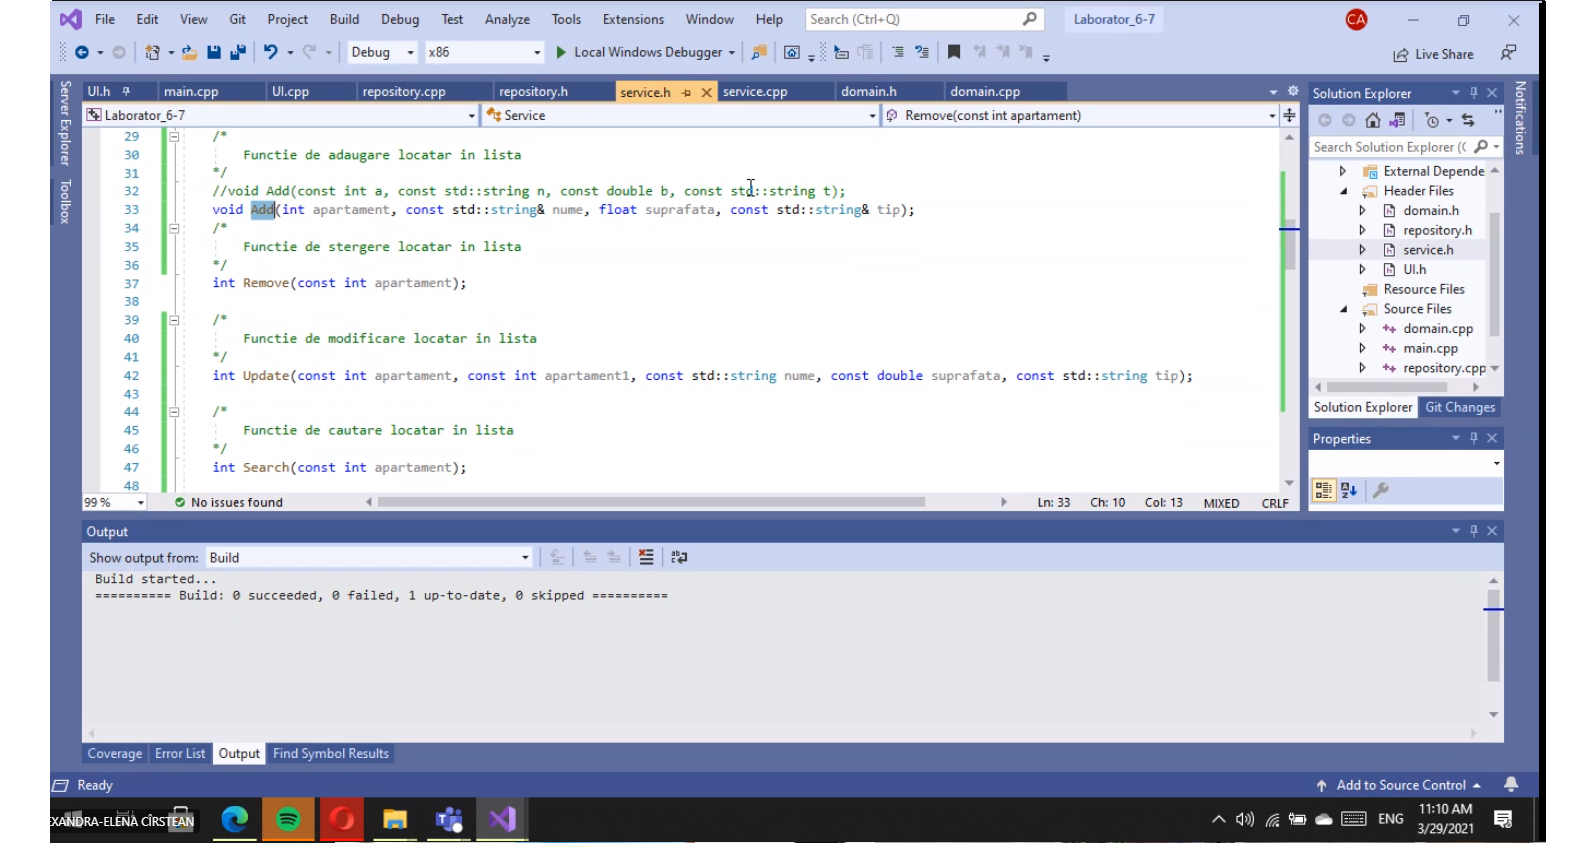 File Edit View Git Project Build Debug Test Analyze Tools Extensions Window Help Search (Ctrl+Q) Laborator_6-7 CA
Debug x86 Local Windows Debugger Live Share
UI.h main.cpp UI.cpp repository.cpp repository.h service.h service.cpp domain.h domain.cpp
Laborator_6-7 Service Remove(const int apartament)
29 /*
30 Functie de adaugare locatar in lista
31 */
32 //void Add(const int a, const std::string n, const double b, const std::string t);
33 void Add(int apartament, const std::string& nume, float suprafata, const std::string& tip);
34 /*
35 Functie de stergere locatar in lista
36 */
37 int Remove(const int apartament);
38
39 /*
40 Functie de modificare locatar in lista
41 */
42 int Update(const int apartament, const int apartament1, const std::string nume, const double suprafata, const std::string tip);
43
44 /*
45 Functie de cautare locatar in lista
46 */
47 int Search(const int apartament);
48
99 % No issues found Ln: 33 Ch: 10 Col: 13 MIXED CRLF
Server Explorer
Toolbox
Solution Explorer
Search Solution Explorer (
External Depende
Header Files
domain.h
repository.h
service.h
UI.h
Resource Files
Source Files
domain.cpp
main.cpp
repository.cpp
Solution Explorer Git Changes
Properties
Notifications
Output
Show output from: Build
Build started...
========== Build: 0 succeeded, 0 failed, 1 up-to-date, 0 skipped ==========
Coverage Error List Output Find Symbol Results
Ready Add to Source Control
XANDRA-ELENA CÎRSTEAN
ENG
11:10 AM
3/29/2021